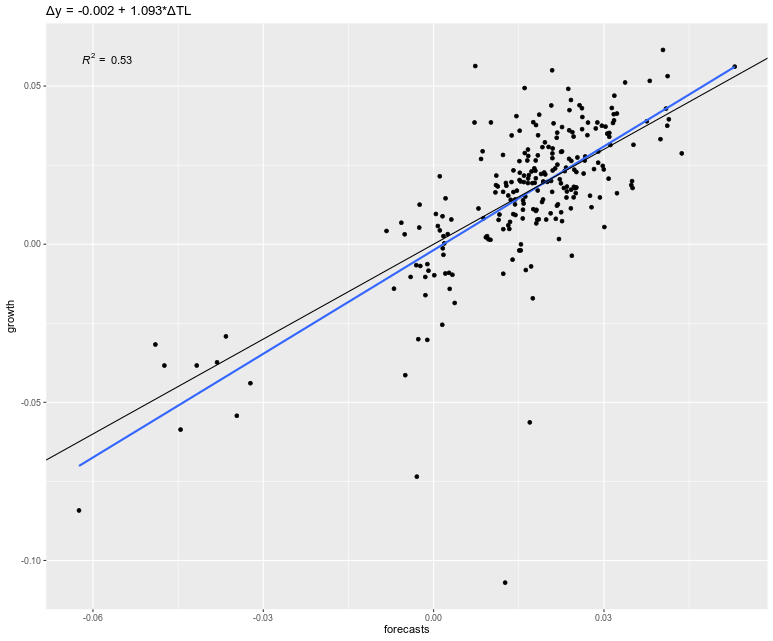 Δy = -0.002 + 1.093*ΔTL
R² = 0.53
0.05
0.00
-0.05
-0.10
growth
-0.06
-0.03
0.00
0.03
forecasts